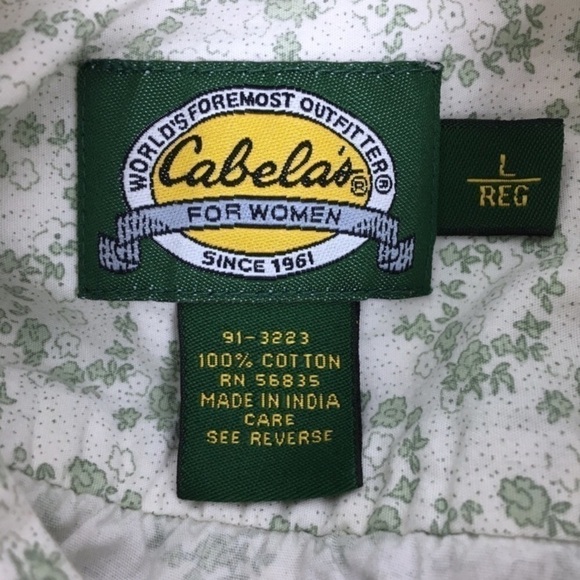 WORLD'S FOREMOST OUTFITTER®
Cabela's®
FOR WOMEN
SINCE 1961
L
REG
91-3223
100% COTTON
RN 56835
MADE IN INDIA
CARE
SEE REVERSE